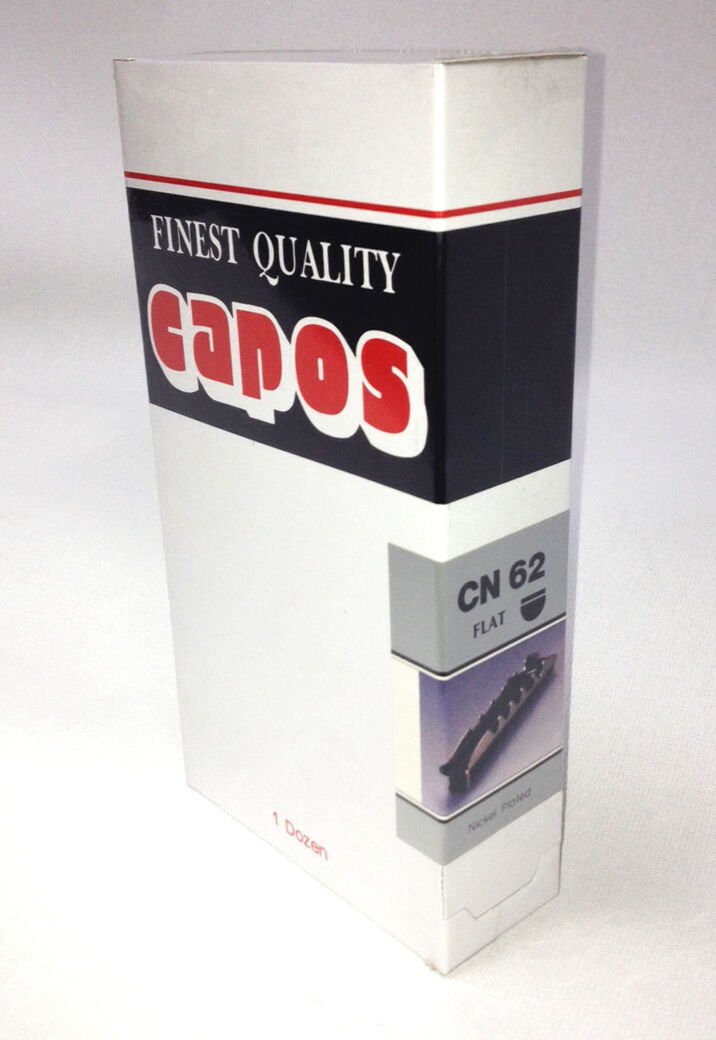 FINEST QUALITY
capos
CN 62
FLAT
Nickel Plated
1 Dozen